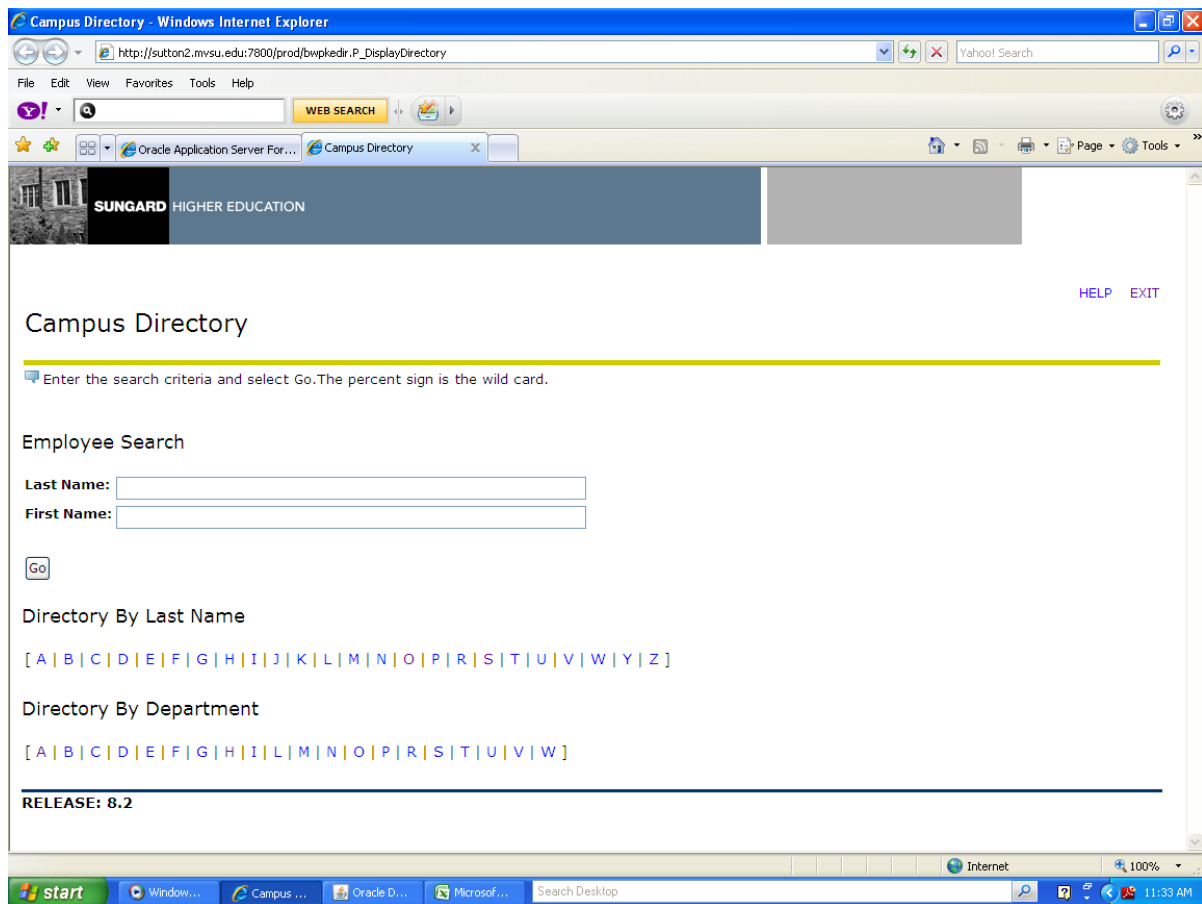 Campus Directory - Windows Internet Explorer
http://sutton2.mvsu.edu:7800/prod/bwpkedir.P_DisplayDirectory
Yahoo! Search
File Edit View Favorites Tools Help
Y! WEB SEARCH
Oracle Application Server For... Campus Directory x Page Tools »
SUNGARD HIGHER EDUCATION
HELP EXIT
Campus Directory
Enter the search criteria and select Go.The percent sign is the wild card.
Employee Search
Last Name:
First Name:
Go
Directory By Last Name
[ A | B | C | D | E | F | G | H | I | J | K | L | M | N | O | P | R | S | T | U | V | W | Y | Z ]
Directory By Department
[ A | B | C | D | E | F | G | H | I | L | M | N | O | P | R | S | T | U | V | W ]
RELEASE: 8.2
Internet 100%
start Window... Campus ... Oracle D... Microsof... Search Desktop 11:33 AM